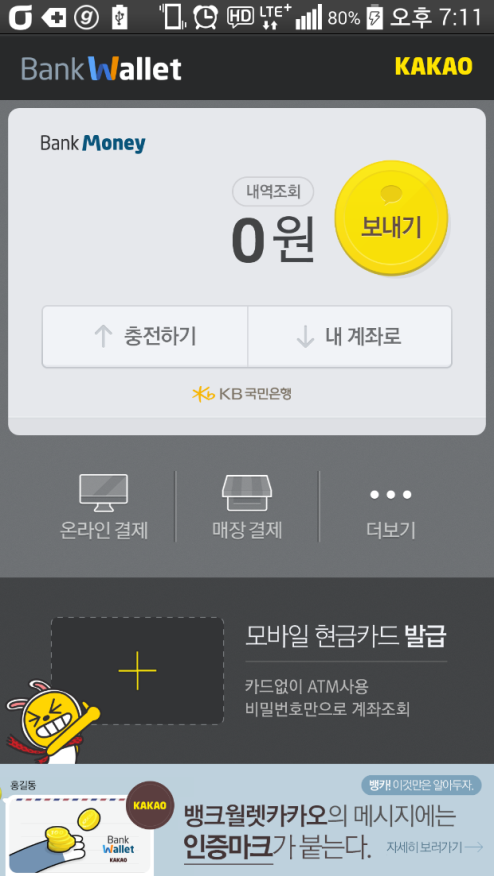 HD LTE+ 80% 오후 7:11
BankWallet KAKAO
Bank Money
내역조회
0원
보내기
↑ 충전하기 ↓ 내 계좌로
KB국민은행
온라인 결제 매장 결제 더보기
모바일 현금카드 발급
카드없이 ATM사용
비밀번호만으로 계좌조회
홍길동
뱅카! 이것만은 알아두자.
KAKAO
Bank
Wallet
KAKAO
뱅크월렛카카오의 메시지에는
인증마크가 붙는다. 자세히 보러가기